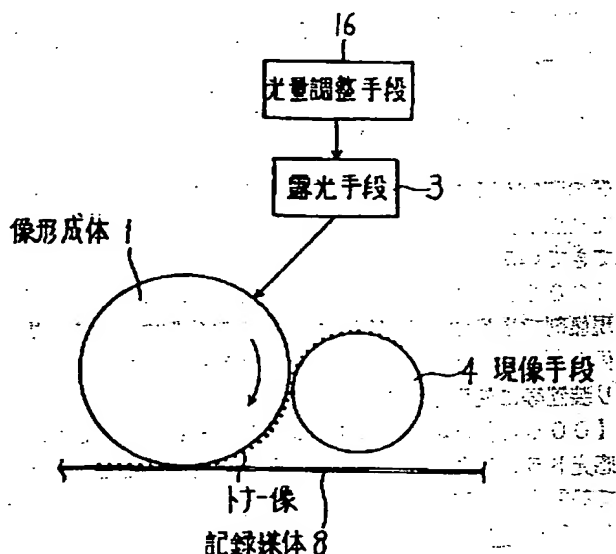 16
光量調整手段
露光手段 3
像形成体 1
4 現像手段
トナー像
記録媒体 8